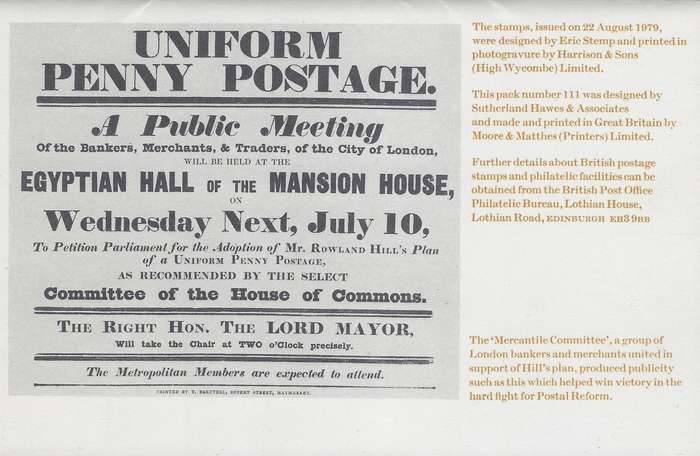 UNIFORM
PENNY POSTAGE.
A Public Meeting
Of the Bankers, Merchants, & Traders, of the City of London,
WILL BE HELD AT THE
EGYPTIAN HALL OF THE MANSION HOUSE,
ON
Wednesday Next, July 10,
To Petition Parliament for the Adoption of MR. ROWLAND HILL'S Plan
of a UNIFORM PENNY POSTAGE,
AS RECOMMENDED BY THE SELECT
Committee of the House of Commons.
THE RIGHT HON. THE LORD MAYOR,
Will take the Chair at TWO o'Clock precisely.
The Metropolitan Members are expected to attend.
PRINTED BY T. STREET, HAYMARKET.
The stamps, issued on 22 August 1979,
were designed by Eric Stemp and printed in
photogravure by Harrison & Sons
(High Wycombe) Limited.
This pack number 111 was designed by
Sutherland Hawes & Associates
and made and printed in Great Britain by
Moore & Matthes (Printers) Limited.
Further details about British postage
stamps and philatelic facilities can be
obtained from the British Post Office
Philatelic Bureau, Lothian House,
Lothian Road, EDINBURGH EH3 9BB
The 'Mercantile Committee', a group of
London bankers and merchants united in
support of Hill's plan, produced publicity
such as this which helped win victory in the
hard fight for Postal Reform.